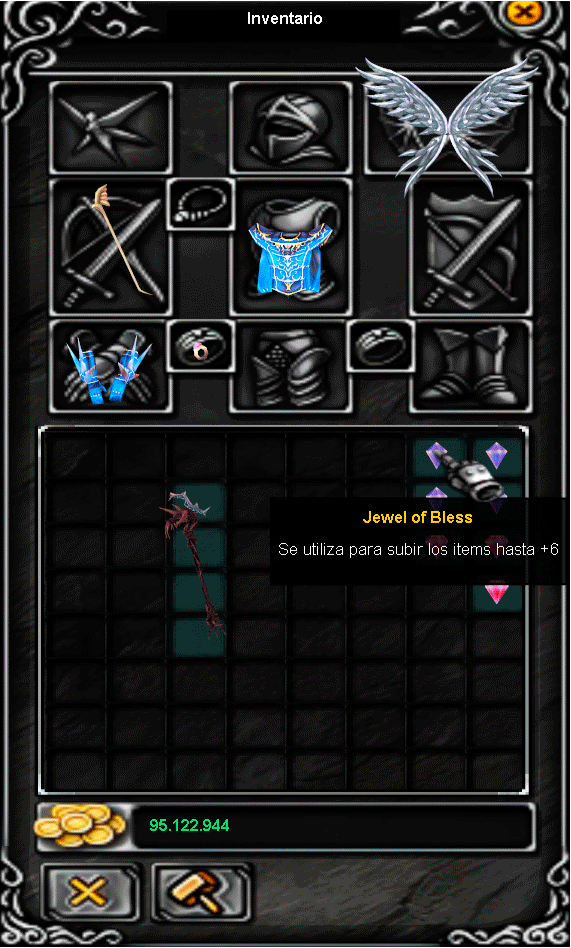 Inventario
Jewel of Bless
Se utiliza para subir los items hasta +6
95.122.944